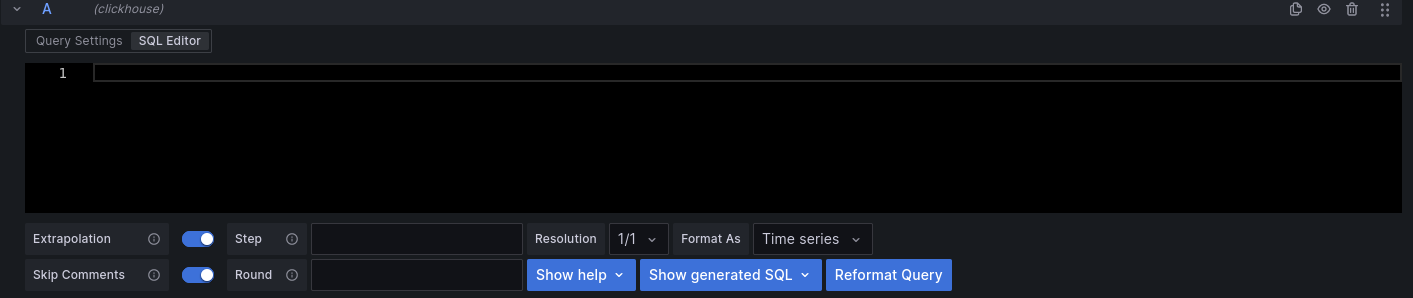 A (clickhouse)
Query Settings SQL Editor
1
Extrapolation Step Resolution 1/1 Format As Time series
Skip Comments Round Show help Show generated SQL Reformat Query